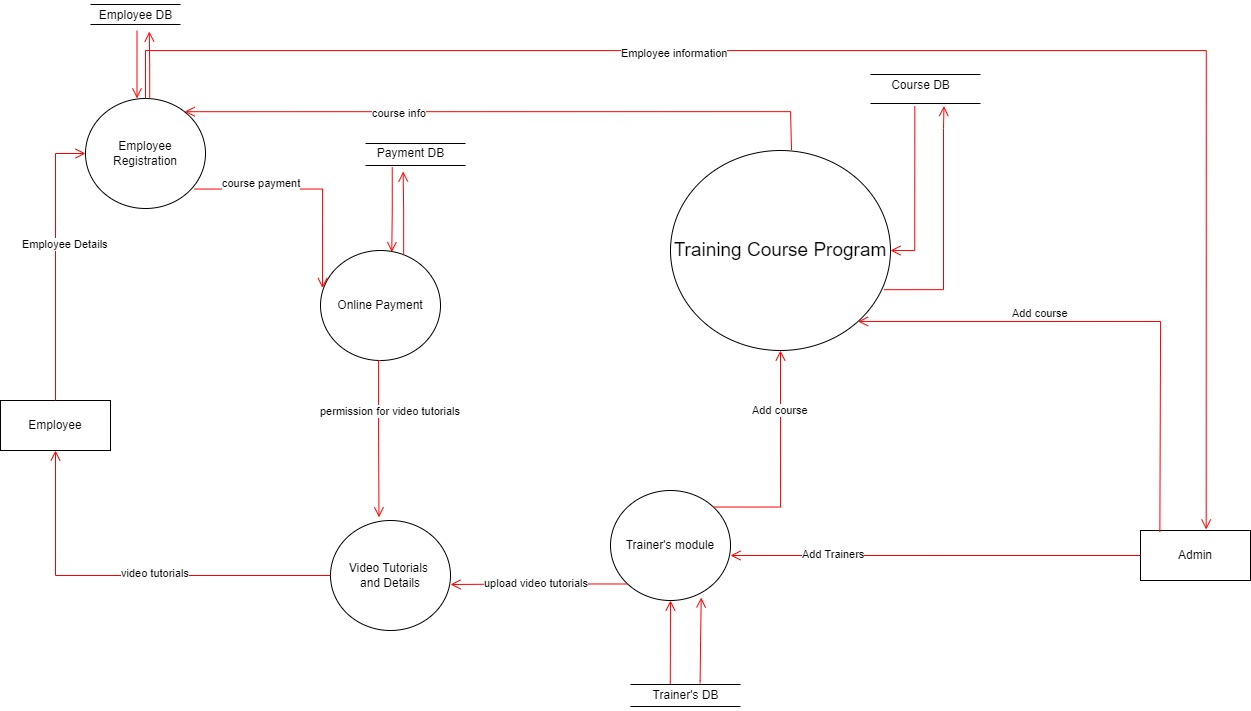 Employee DB
Employee information
Course DB
course info
Employee
Registration
Payment DB
course payment
Employee Details
Training Course Program
Online Payment
Add course
permission for video tutorials
Add course
Employee
Trainer's module
Add Trainers
Admin
Video Tutorials
and Details
video tutorials
upload video tutorials
Trainer's DB